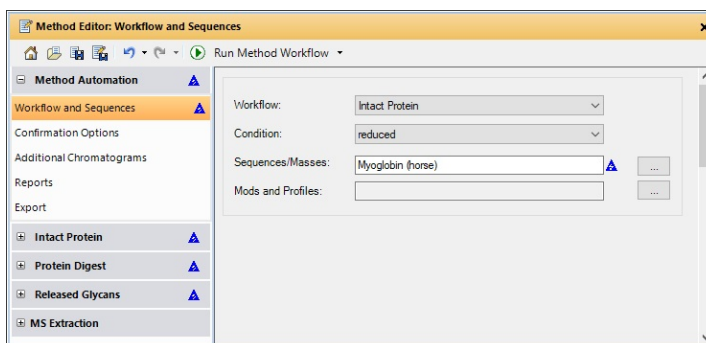 Method Editor: Workflow and Sequences
Run Method Workflow
Method Automation
Workflow and Sequences
Confirmation Options
Additional Chromatograms
Reports
Export
Intact Protein
Protein Digest
Released Glycans
MS Extraction
Workflow: Intact Protein
Condition: reduced
Sequences/Masses: Myoglobin (horse) ...
Mods and Profiles: ...